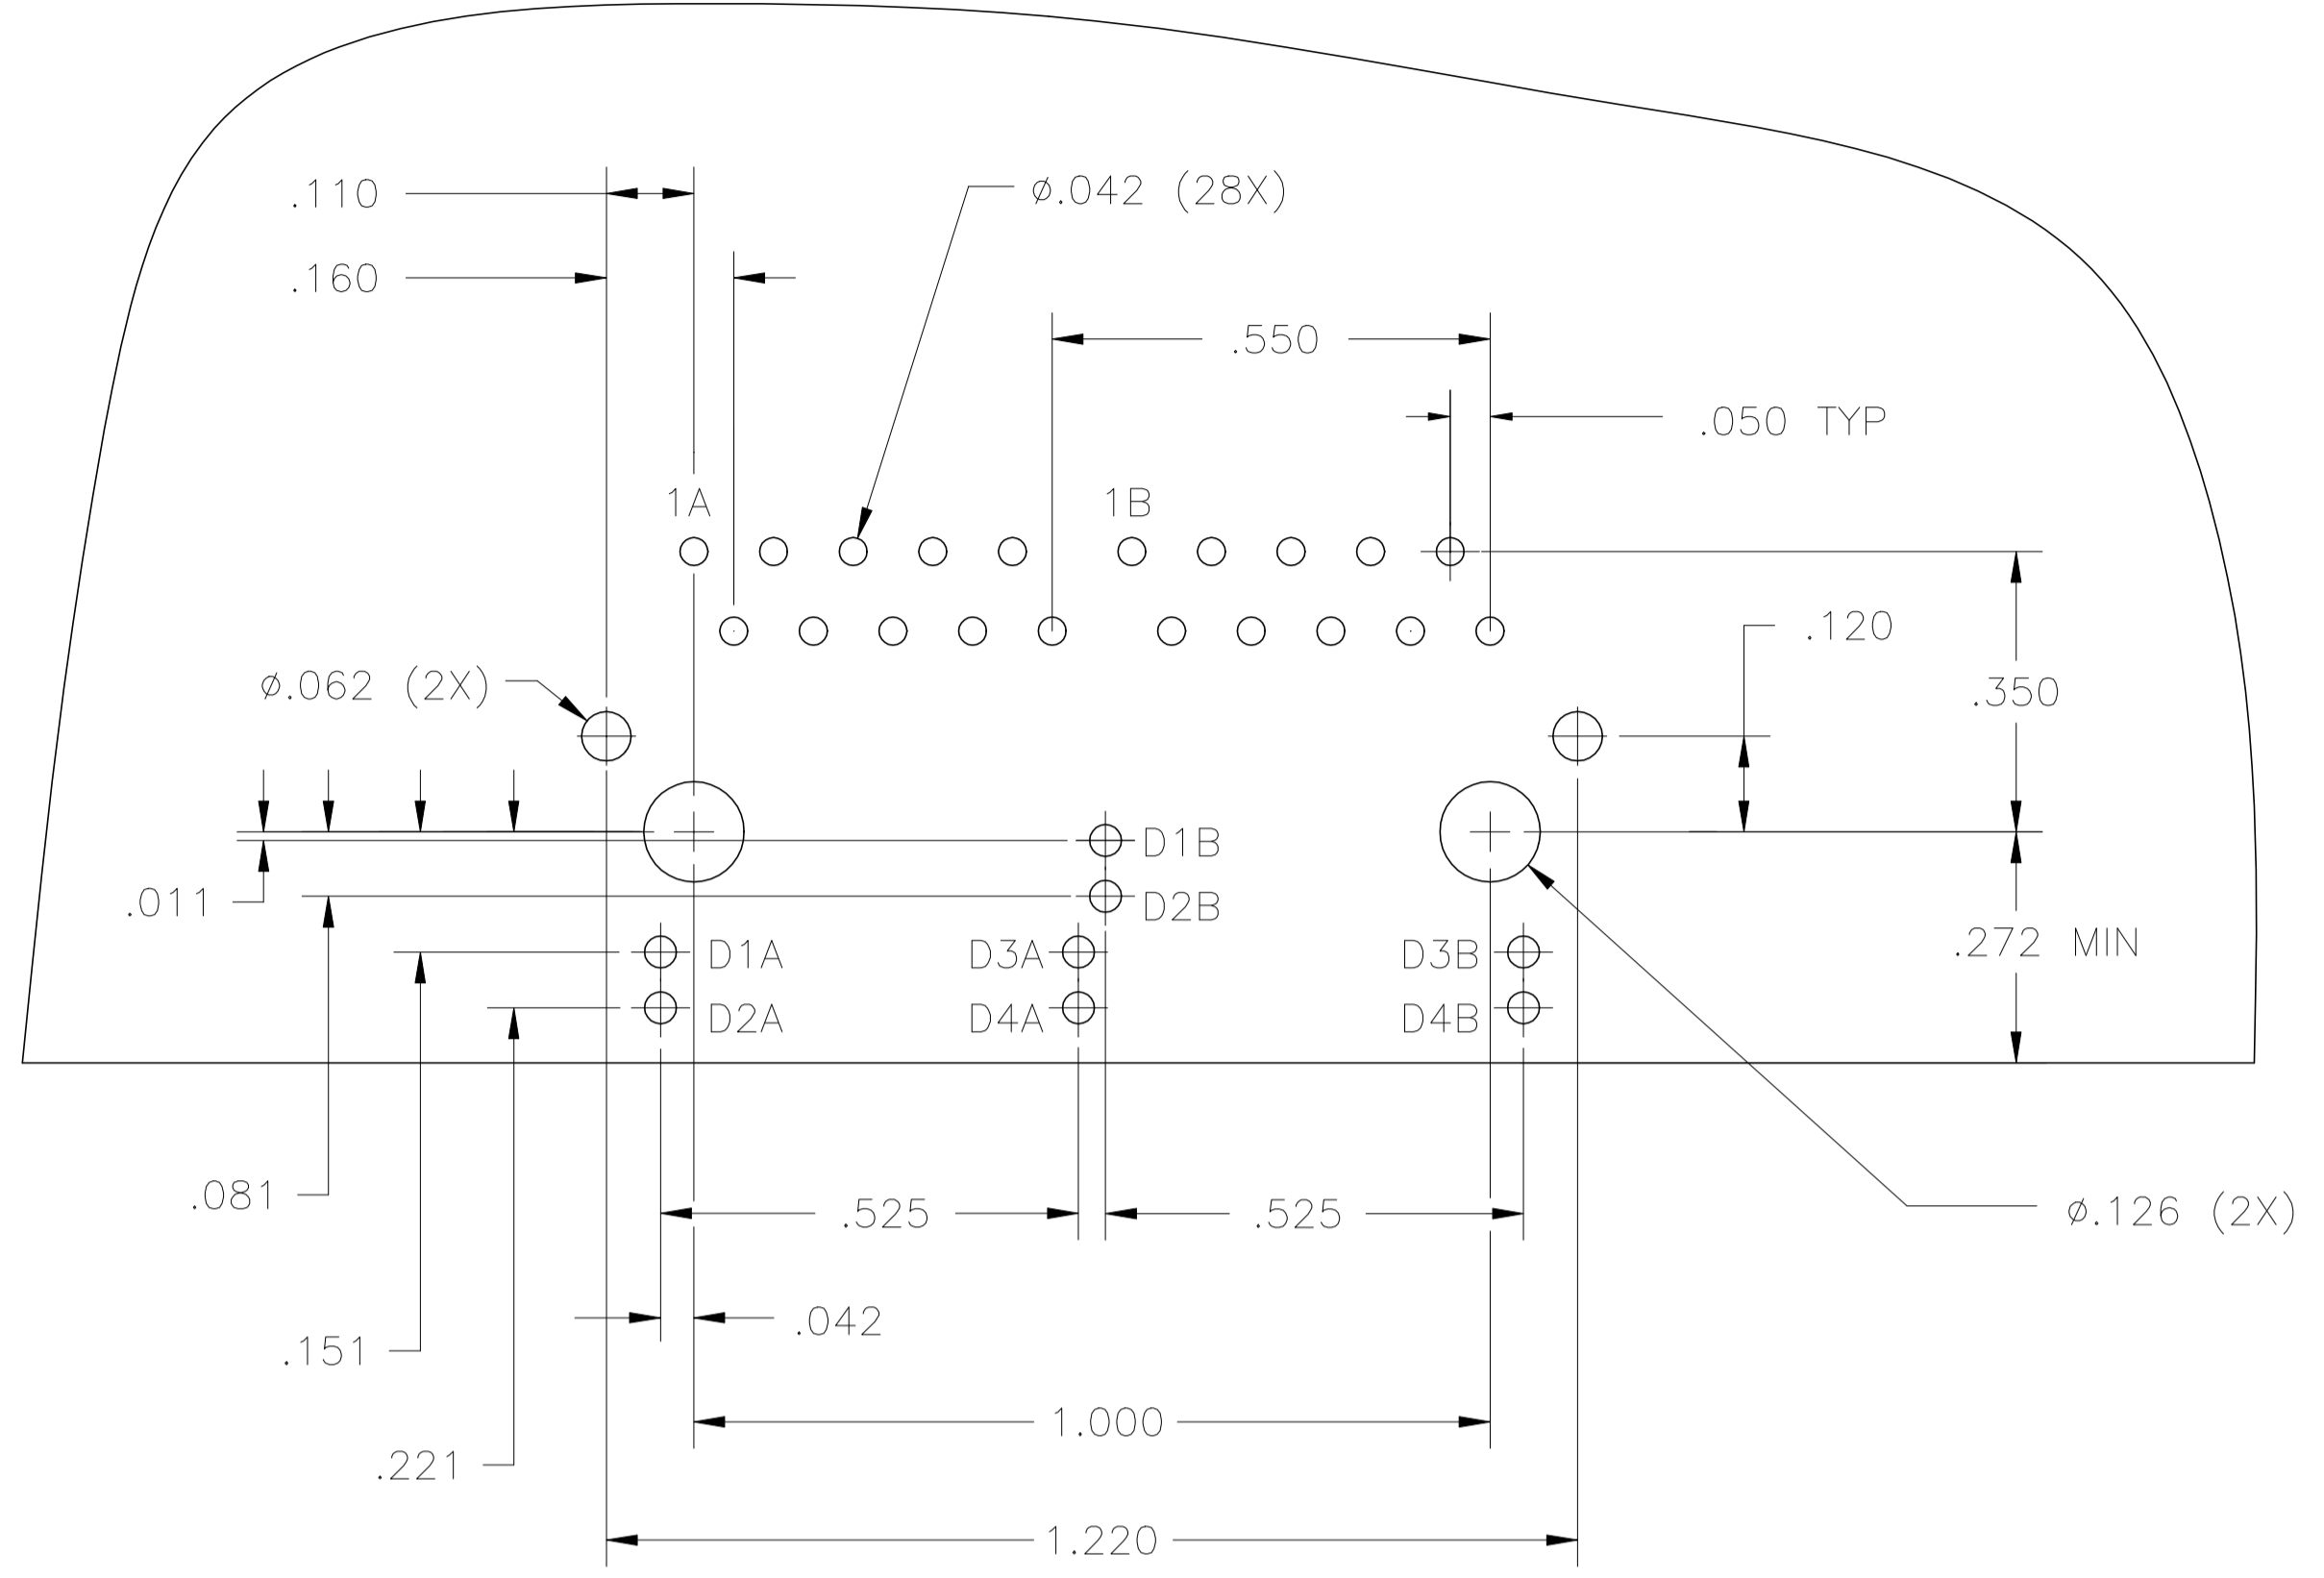 .110
ø.042 (28X)
.160
.550
.050 TYP
1A
1B
.120
ø.062 (2X)
.350
D1B
.011
D2B
D1A
D3A
D3B
.272 MIN
D2A
D4A
D4B
.081
.525
.525
ø.126 (2X)
.042
.151
1.000
.221
1.220